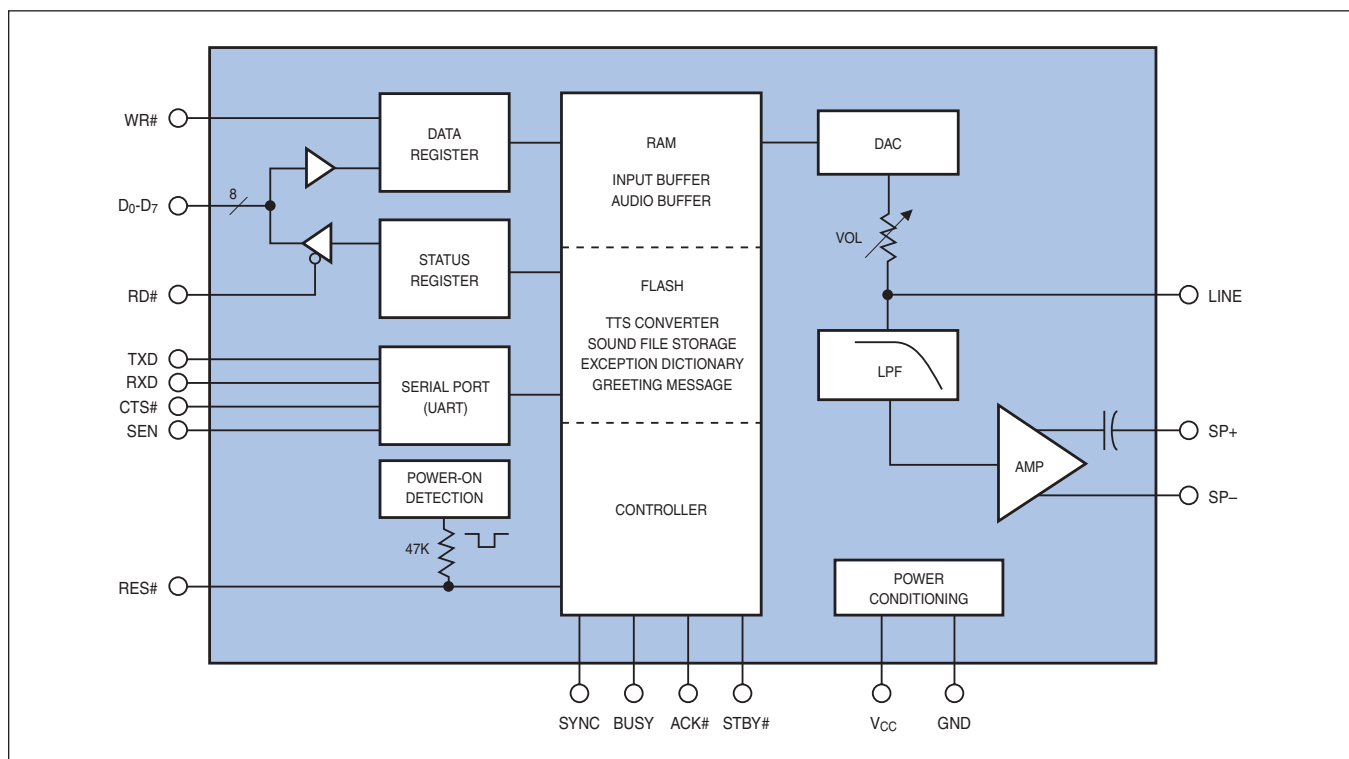 WR#
D0-D7
8
RD#
TXD
RXD
CTS#
SEN
RES#
DATA
REGISTER
STATUS
REGISTER
SERIAL PORT
(UART)
POWER-ON
DETECTION
47K
RAM
INPUT BUFFER
AUDIO BUFFER
FLASH
TTS CONVERTER
SOUND FILE STORAGE
EXCEPTION DICTIONARY
GREETING MESSAGE
CONTROLLER
DAC
VOL
LPF
AMP
POWER
CONDITIONING
LINE
SP+
SP–
SYNC
BUSY
ACK#
STBY#
VCC
GND